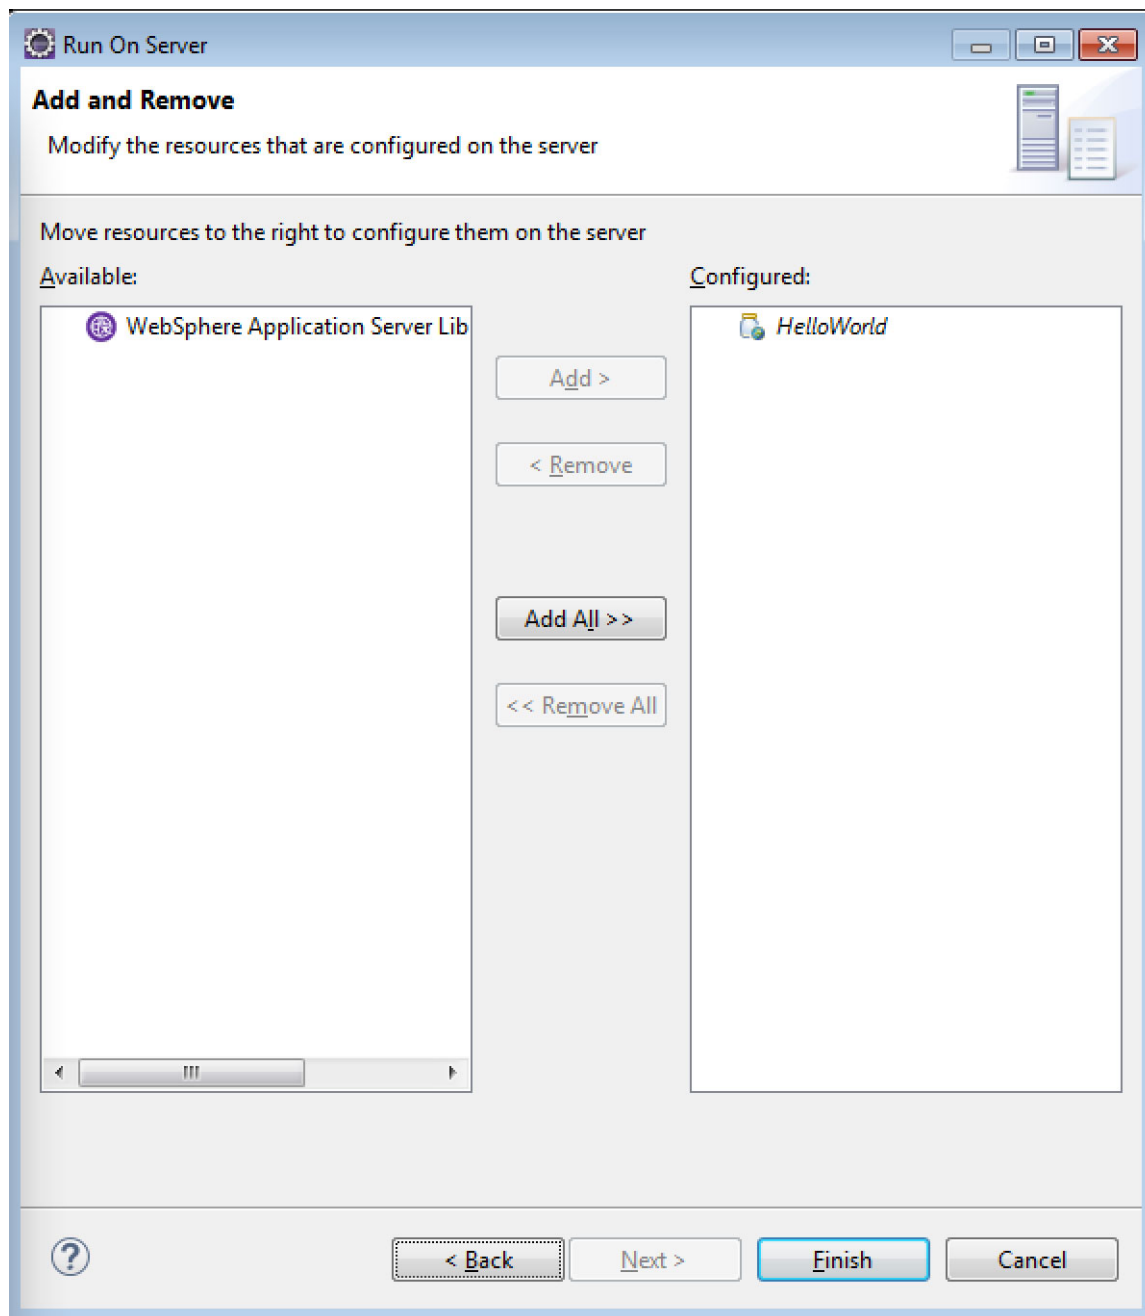 Run On Server
Add and Remove
Modify the resources that are configured on the server
Move resources to the right to configure them on the server
Available:
Configured:
WebSphere Application Server Lib
HelloWorld
Add >
< Remove
Add All >>
<< Remove All
< Back
Next >
Finish
Cancel